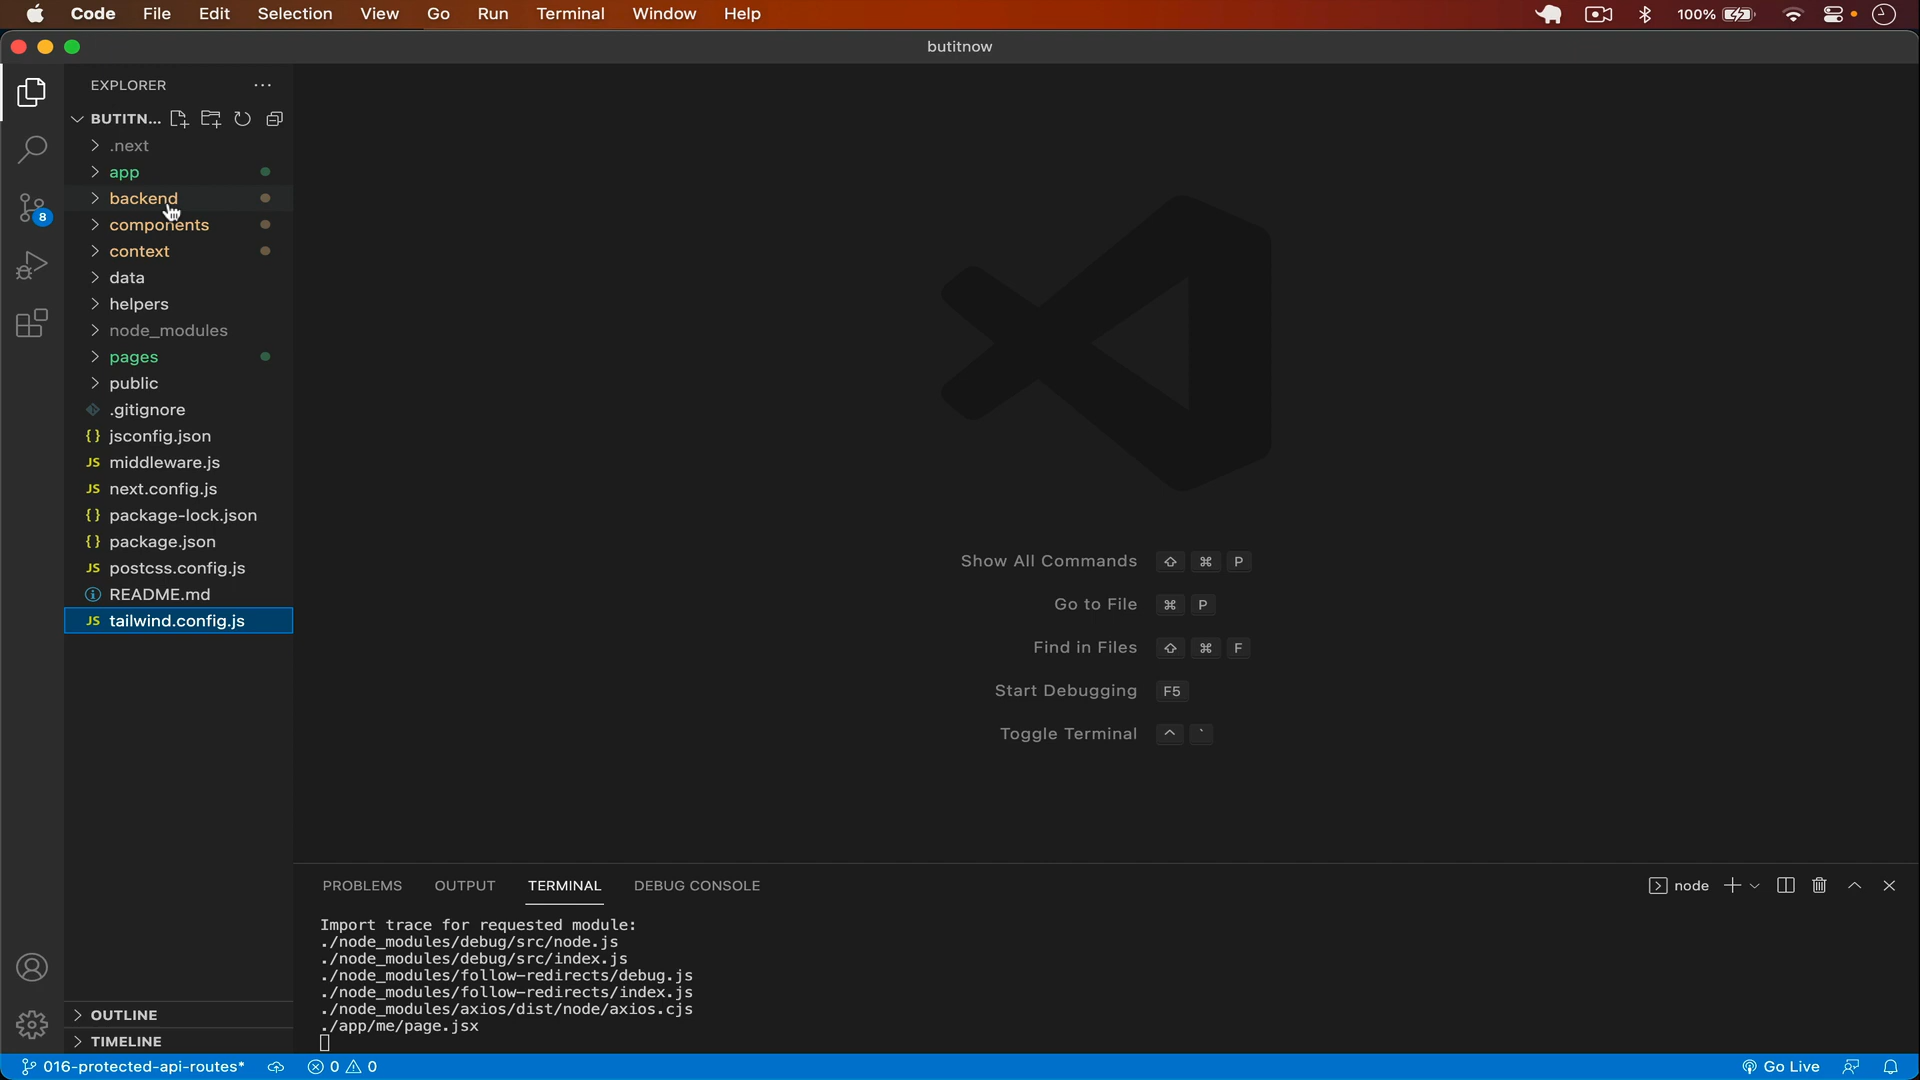 Code File Edit Selection View Go Run Terminal Window Help 100%
butitnow
EXPLORER
BUTITN...
.next
app
backend
components
context
data
helpers
node_modules
pages
public
.gitignore
{} jsconfig.json
JS middleware.js
JS next.config.js
{} package-lock.json
{} package.json
JS postcss.config.js
README.md
JS tailwind.config.js
8
OUTLINE
TIMELINE
Show All Commands ⇧ ⌘ P
Go to File ⌘ P
Find in Files ⇧ ⌘ F
Start Debugging F5
Toggle Terminal ^ `
PROBLEMS OUTPUT TERMINAL DEBUG CONSOLE node
Import trace for requested module:
./node_modules/debug/src/node.js
./node_modules/debug/src/index.js
./node_modules/follow-redirects/debug.js
./node_modules/follow-redirects/index.js
./node_modules/axios/dist/node/axios.cjs
./app/me/page.jsx
016-protected-api-routes* 0 0 Go Live